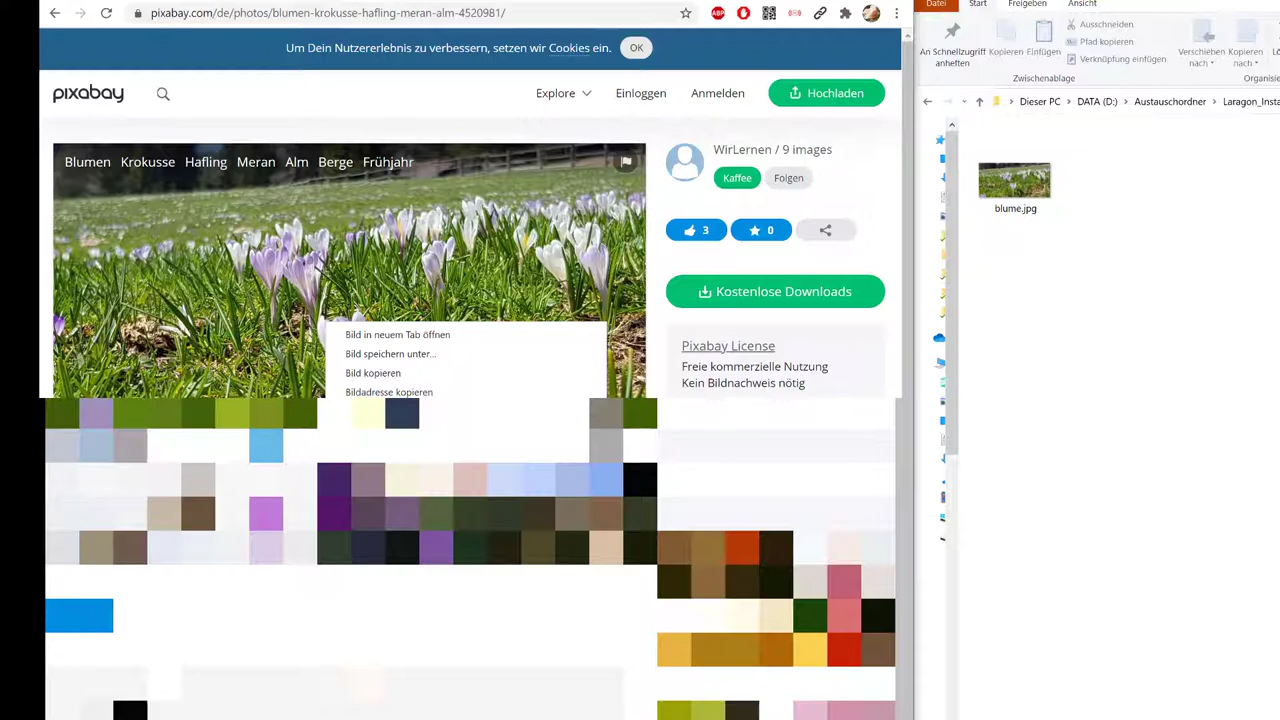 pixabay.com/de/photos/blumen-krokusse-hafling-meran-alm-4520981/
ABP
Um Dein Nutzererlebnis zu verbessern, setzen wir Cookies ein. OK
pixabay Explore Einloggen Anmelden Hochladen
Blumen Krokusse Hafling Meran Alm Berge Frühjahr
WirLernen / 9 images
Kaffee Folgen
3 0
Kostenlose Downloads
Pixabay License
Freie kommerzielle Nutzung
Kein Bildnachweis nötig
Bild in neuem Tab öffnen
Bild speichern unter...
Bild kopieren
Bildadresse kopieren
Datei Start Freigeben Ansicht
An Schnellzugriff anheften
Kopieren
Einfügen
Ausschneiden
Pfad kopieren
Verknüpfung einfügen
Verschieben nach
Kopieren nach
Zwischenablage
Organisie
Dieser PC > DATA (D:) > Austauschordner > Laragon_Insta
blume.jpg